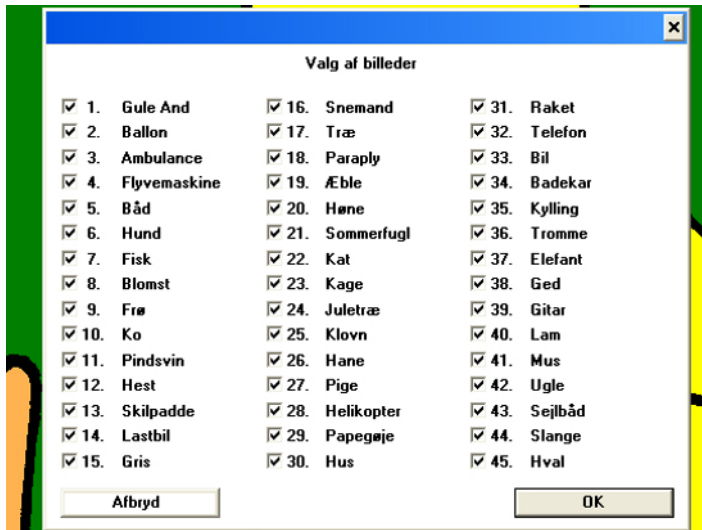 Valg af billeder
1. Gule And
2. Ballon
3. Ambulance
4. Flyvemaskine
5. Båd
6. Hund
7. Fisk
8. Blomst
9. Frø
10. Ko
11. Pindsvin
12. Hest
13. Skilpadde
14. Lastbil
15. Gris
16. Snemand
17. Træ
18. Paraply
19. Æble
20. Høne
21. Sommerfugl
22. Kat
23. Kage
24. Juletræ
25. Klovn
26. Hane
27. Pige
28. Helikopter
29. Papegøje
30. Hus
31. Raket
32. Telefon
33. Bil
34. Badekar
35. Kylling
36. Tromme
37. Elefant
38. Ged
39. Gitar
40. Lam
41. Mus
42. Ugle
43. Sejlbåd
44. Slange
45. Hval
Afbryd
OK